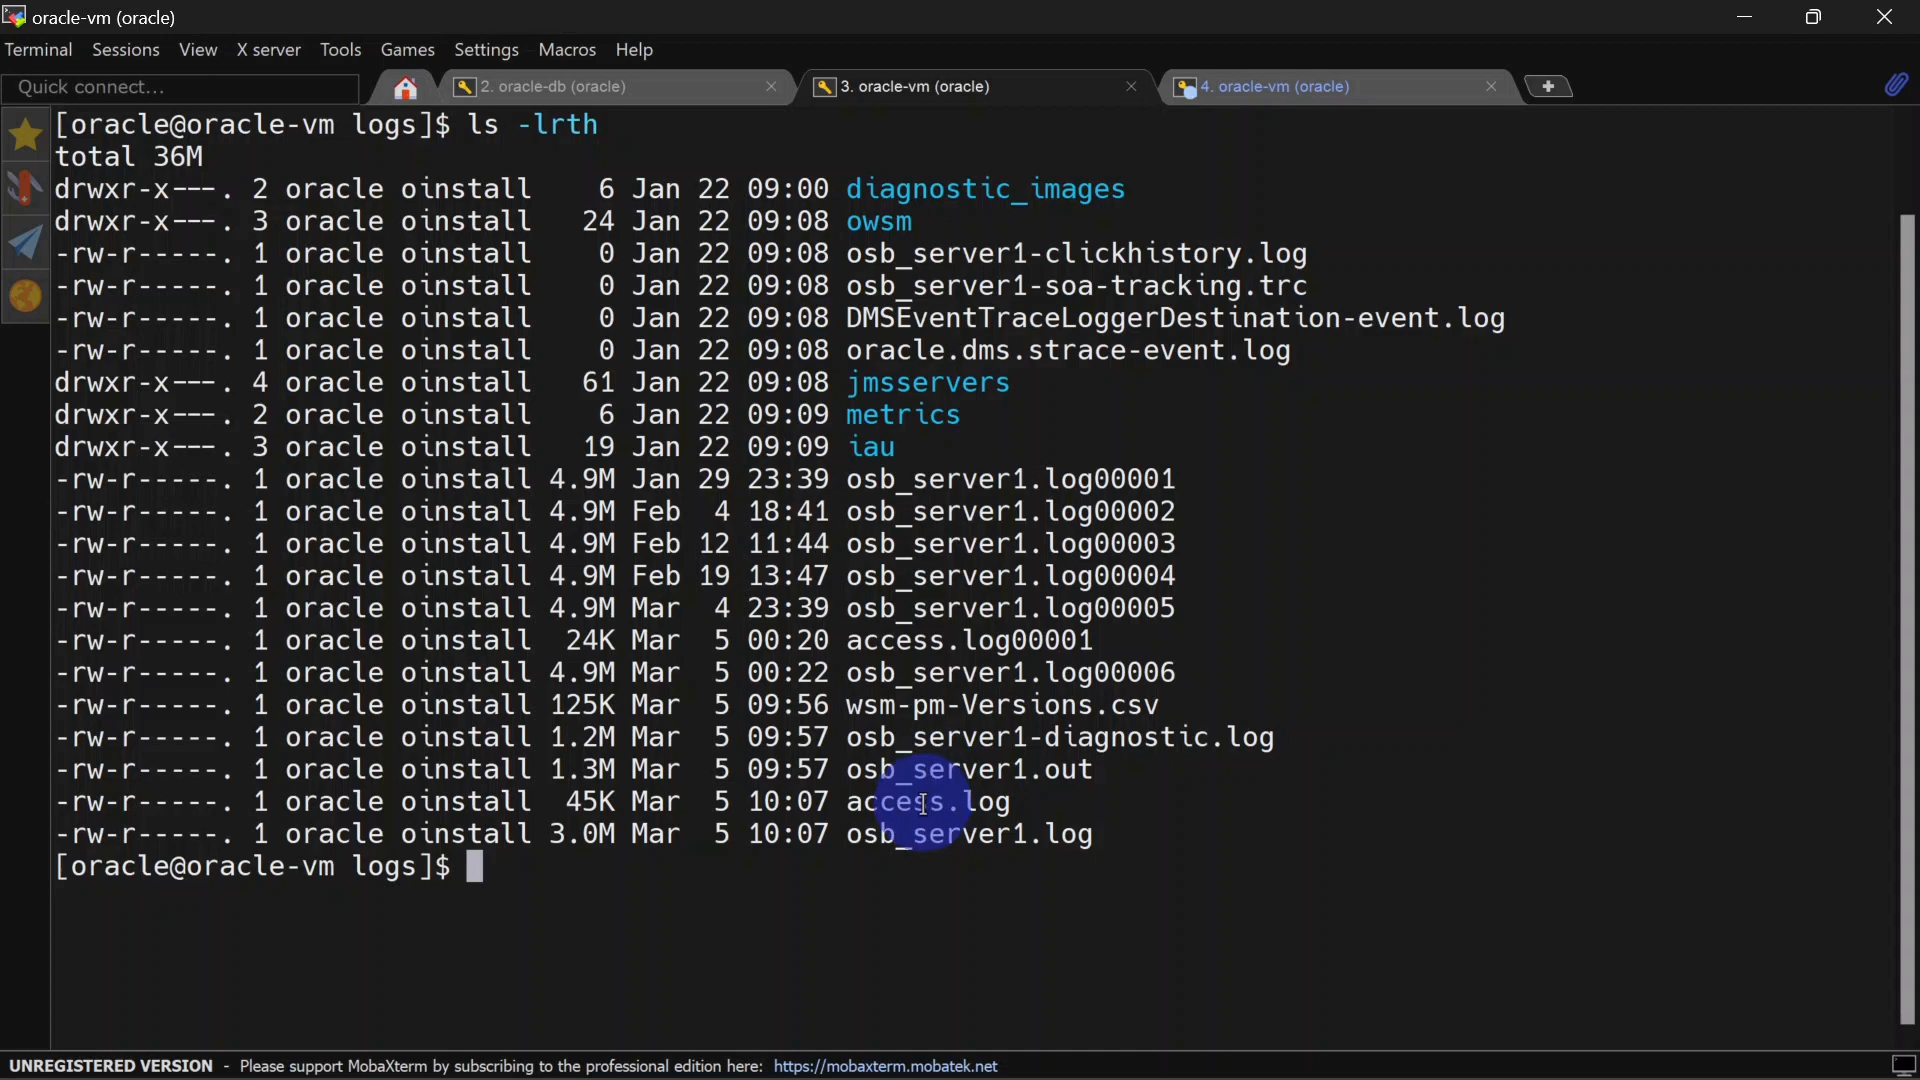 oracle-vm (oracle)
Terminal Sessions View X server Tools Games Settings Macros Help
Quick connect... 2. oracle-db (oracle) 3. oracle-vm (oracle) 4. oracle-vm (oracle)
[oracle@oracle-vm logs]$ ls -lrth
total 36M
drwxr-x---. 2 oracle oinstall    6 Jan 22 09:00 diagnostic_images
drwxr-x---. 3 oracle oinstall   24 Jan 22 09:08 owsm
-rw-r-----. 1 oracle oinstall    0 Jan 22 09:08 osb_server1-clickhistory.log
-rw-r-----. 1 oracle oinstall    0 Jan 22 09:08 osb_server1-soa-tracking.trc
-rw-r-----. 1 oracle oinstall    0 Jan 22 09:08 DMSEventTraceLoggerDestination-event.log
-rw-r-----. 1 oracle oinstall    0 Jan 22 09:08 oracle.dms.strace-event.log
drwxr-x---. 4 oracle oinstall   61 Jan 22 09:08 jmsservers
drwxr-x---. 2 oracle oinstall    6 Jan 22 09:09 metrics
drwxr-x---. 3 oracle oinstall   19 Jan 22 09:09 iau
-rw-r-----. 1 oracle oinstall 4.9M Jan 29 23:39 osb_server1.log00001
-rw-r-----. 1 oracle oinstall 4.9M Feb  4 18:41 osb_server1.log00002
-rw-r-----. 1 oracle oinstall 4.9M Feb 12 11:44 osb_server1.log00003
-rw-r-----. 1 oracle oinstall 4.9M Feb 19 13:47 osb_server1.log00004
-rw-r-----. 1 oracle oinstall 4.9M Mar  4 23:39 osb_server1.log00005
-rw-r-----. 1 oracle oinstall  24K Mar  5 00:20 access.log00001
-rw-r-----. 1 oracle oinstall 4.9M Mar  5 00:22 osb_server1.log00006
-rw-r-----. 1 oracle oinstall 125K Mar  5 09:56 wsm-pm-Versions.csv
-rw-r-----. 1 oracle oinstall 1.2M Mar  5 09:57 osb_server1-diagnostic.log
-rw-r-----. 1 oracle oinstall 1.3M Mar  5 09:57 osb_server1.out
-rw-r-----. 1 oracle oinstall  45K Mar  5 10:07 access.log
-rw-r-----. 1 oracle oinstall 3.0M Mar  5 10:07 osb_server1.log
[oracle@oracle-vm logs]$
UNREGISTERED VERSION - Please support MobaXterm by subscribing to the professional edition here: https://mobaxterm.mobatek.net